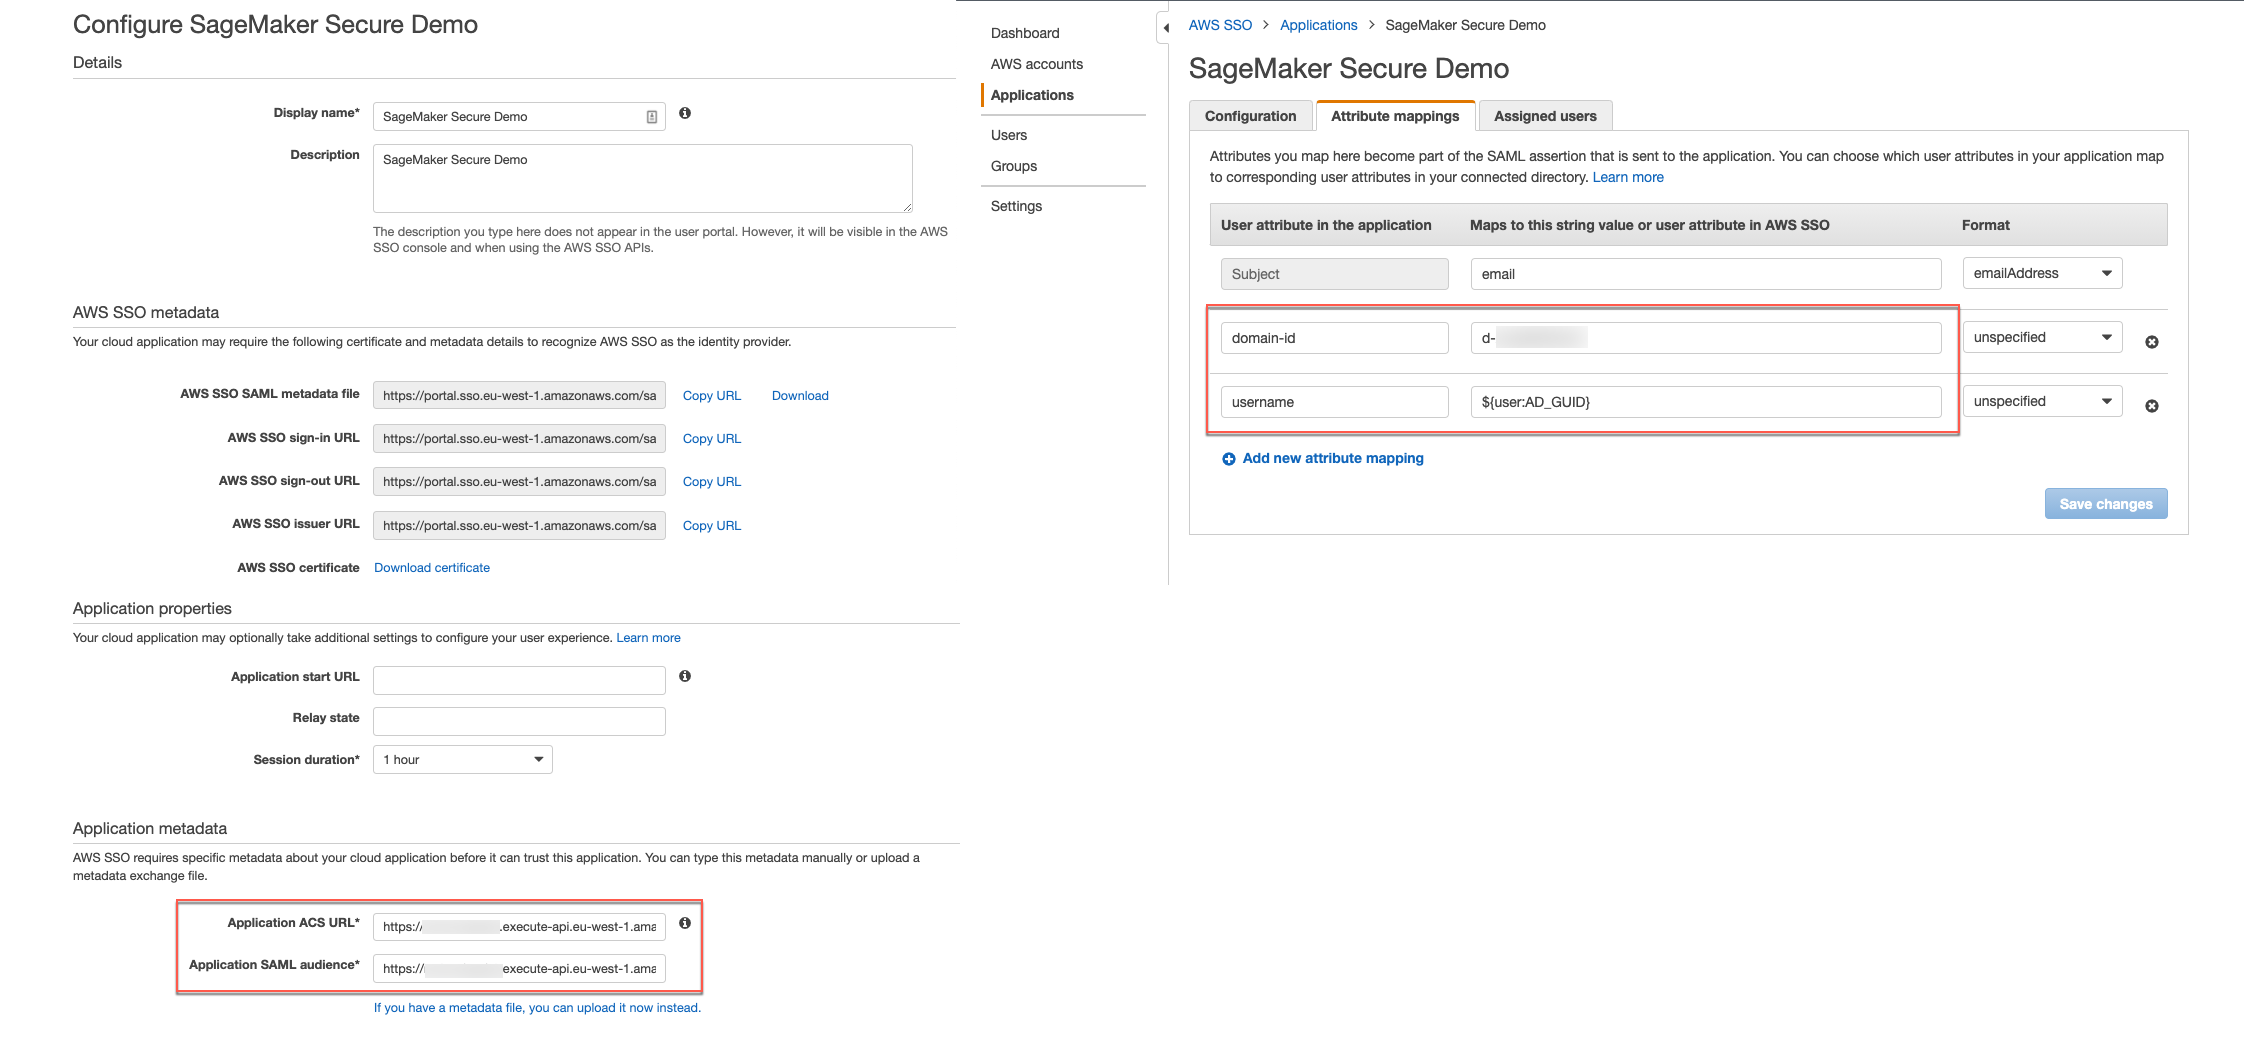 Configure SageMaker Secure Demo
Details
Display name*
SageMaker Secure Demo
Description
SageMaker Secure Demo
The description you type here does not appear in the user portal. However, it will be visible in the AWS
SSO console and when using the AWS SSO APIs.
AWS SSO metadata
Your cloud application may require the following certificate and metadata details to recognize AWS SSO as the identity provider.
AWS SSO SAML metadata file
https://portal.sso.eu-west-1.amazonaws.com/sa
Copy URL
Download
AWS SSO sign-in URL
https://portal.sso.eu-west-1.amazonaws.com/sa
Copy URL
AWS SSO sign-out URL
https://portal.sso.eu-west-1.amazonaws.com/sa
Copy URL
AWS SSO issuer URL
https://portal.sso.eu-west-1.amazonaws.com/sa
Copy URL
AWS SSO certificate
Download certificate
Application properties
Your cloud application may optionally take additional settings to configure your user experience. Learn more
Application start URL
Relay state
Session duration*
1 hour
Application metadata
AWS SSO requires specific metadata about your cloud application before it can trust this application. You can type this metadata manually or upload a
metadata exchange file.
Application ACS URL*
https:// .execute-api.eu-west-1.ama
Application SAML audience*
https:// execute-api.eu-west-1.ama
If you have a metadata file, you can upload it now instead.
Dashboard
AWS accounts
Applications
Users
Groups
Settings
AWS SSO > Applications > SageMaker Secure Demo
SageMaker Secure Demo
Configuration
Attribute mappings
Assigned users
Attributes you map here become part of the SAML assertion that is sent to the application. You can choose which user attributes in your application map
to corresponding user attributes in your connected directory. Learn more
User attribute in the application
Maps to this string value or user attribute in AWS SSO
Format
Subject
email
emailAddress
domain-id
d-
unspecified
username
${user:AD_GUID}
unspecified
Add new attribute mapping
Save changes